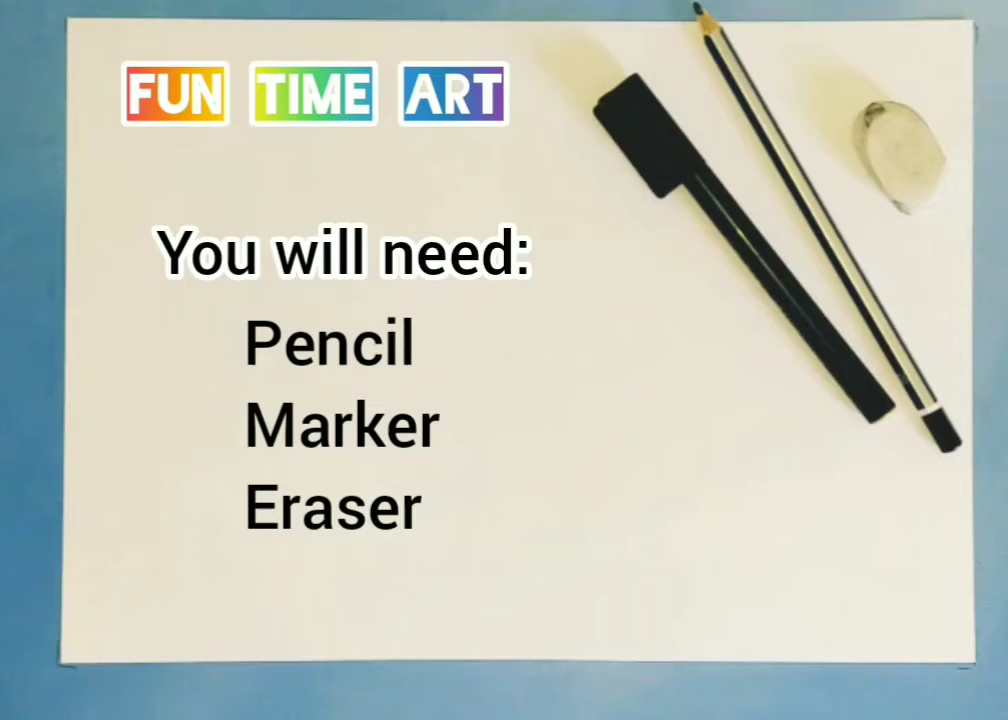 FUN TIME ART
You will need:
Pencil
Marker
Eraser